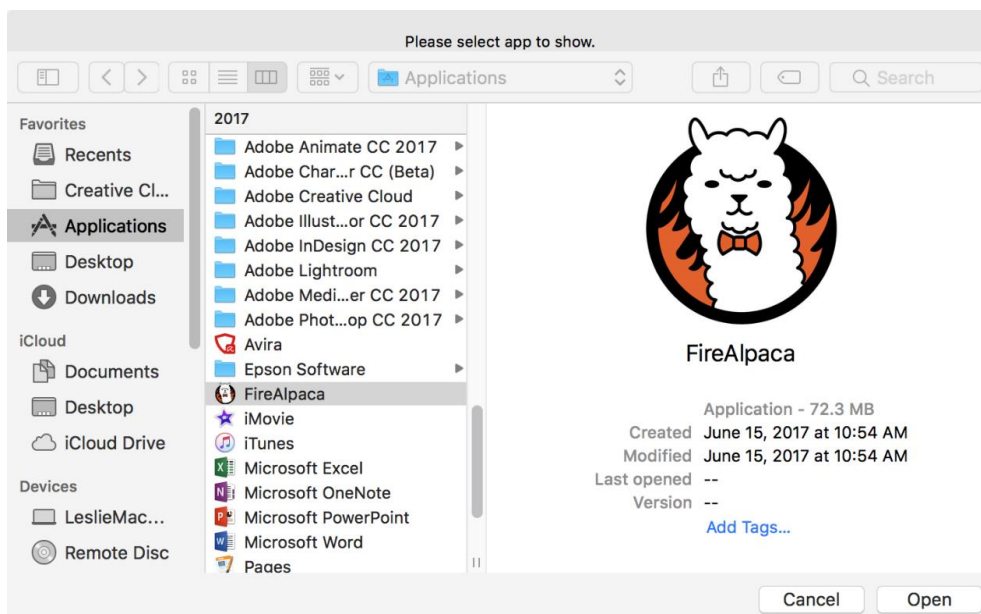 Please select app to show.
Applications
Search
Favorites
Recents
Creative Cl...
Applications
Desktop
Downloads
iCloud
Documents
Desktop
iCloud Drive
Devices
LeslieMac...
Remote Disc
2017
Adobe Animate CC 2017
Adobe Char...r CC (Beta)
Adobe Creative Cloud
Adobe Illust...or CC 2017
Adobe InDesign CC 2017
Adobe Lightroom
Adobe Medi...er CC 2017
Adobe Phot...op CC 2017
Avira
Epson Software
FireAlpaca
iMovie
iTunes
Microsoft Excel
Microsoft OneNote
Microsoft PowerPoint
Microsoft Word
Pages
FireAlpaca
Application - 72.3 MB
Created June 15, 2017 at 10:54 AM
Modified June 15, 2017 at 10:54 AM
Last opened --
Version --
Add Tags...
Cancel
Open